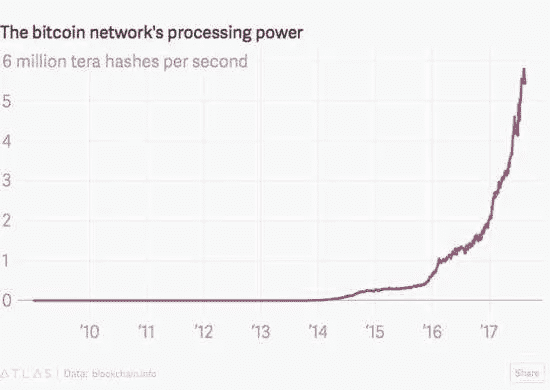 The bitcoin network's processing power
6 million tera hashes per second
5
4
3
2
1
0
'10 '11 '12 '13 '14 '15 '16 '17
ATLAS | Data: blockchain.info
Share